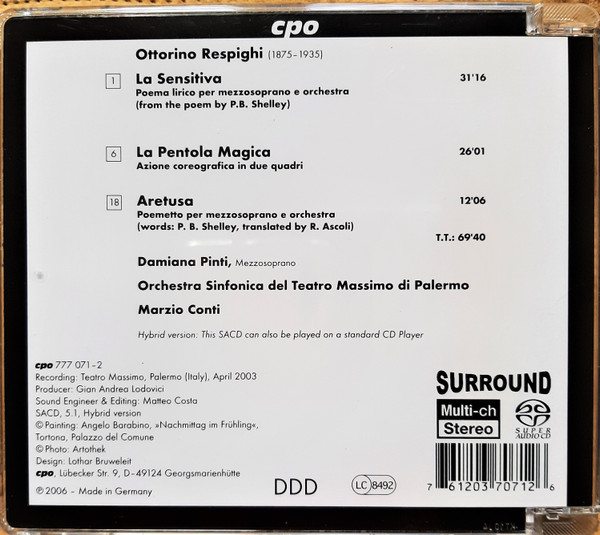 cpo
Ottorino Respighi (1875–1935)
1 La Sensitiva 31'16
Poema lirico per mezzosoprano e orchestra
(from the poem by P.B. Shelley)
6 La Pentola Magica 26'01
Azione coreografica in due quadri
18 Aretusa 12'06
Poemetto per mezzosoprano e orchestra
(words: P. B. Shelley, translated by R. Ascoli)
T.T.: 69'40
Damiana Pinti, Mezzosoprano
Orchestra Sinfonica del Teatro Massimo di Palermo
Marzio Conti
Hybrid version: This SACD can also be played on a standard CD Player
cpo 777 071–2
Recording: Teatro Massimo, Palermo (Italy), April 2003
Producer: Gian Andrea Lodovici
Sound Engineer & Editing: Matteo Costa
SACD, 5.1, Hybrid version
© Painting: Angelo Barabino, »Nachmittag im Frühling«,
Tortona, Palazzo del Comune
© Photo: Artothek
Design: Lothar Bruweleit
cpo, Lübecker Str. 9, D–49124 Georgsmarienhütte
℗ 2006 – Made in Germany
DDD
LC 8492
SURROUND
Multi-ch
Stereo
SUPER
AUDIO CD
7 61203 70712 6